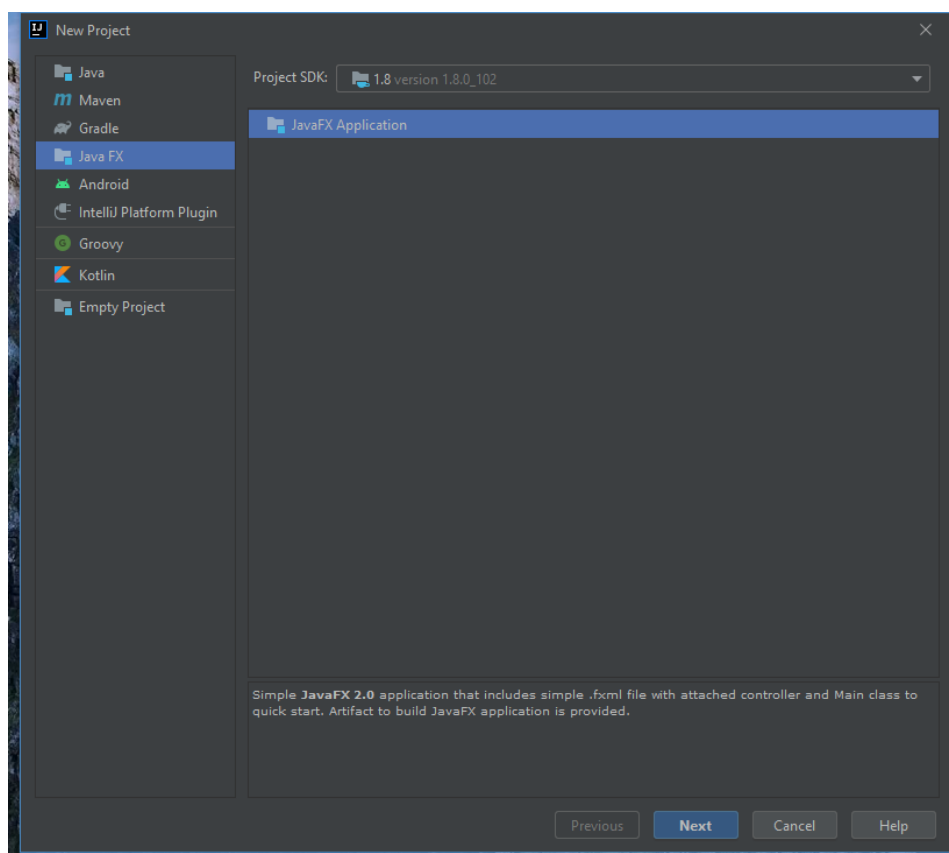 New Project
Java
Maven
Gradle
Java FX
Android
IntelliJ Platform Plugin
Groovy
Kotlin
Empty Project
Project SDK: 1.8 version 1.8.0_102
JavaFX Application
Simple JavaFX 2.0 application that includes simple .fxml file with attached controller and Main class to
quick start. Artifact to build JavaFX application is provided.
Previous Next Cancel Help